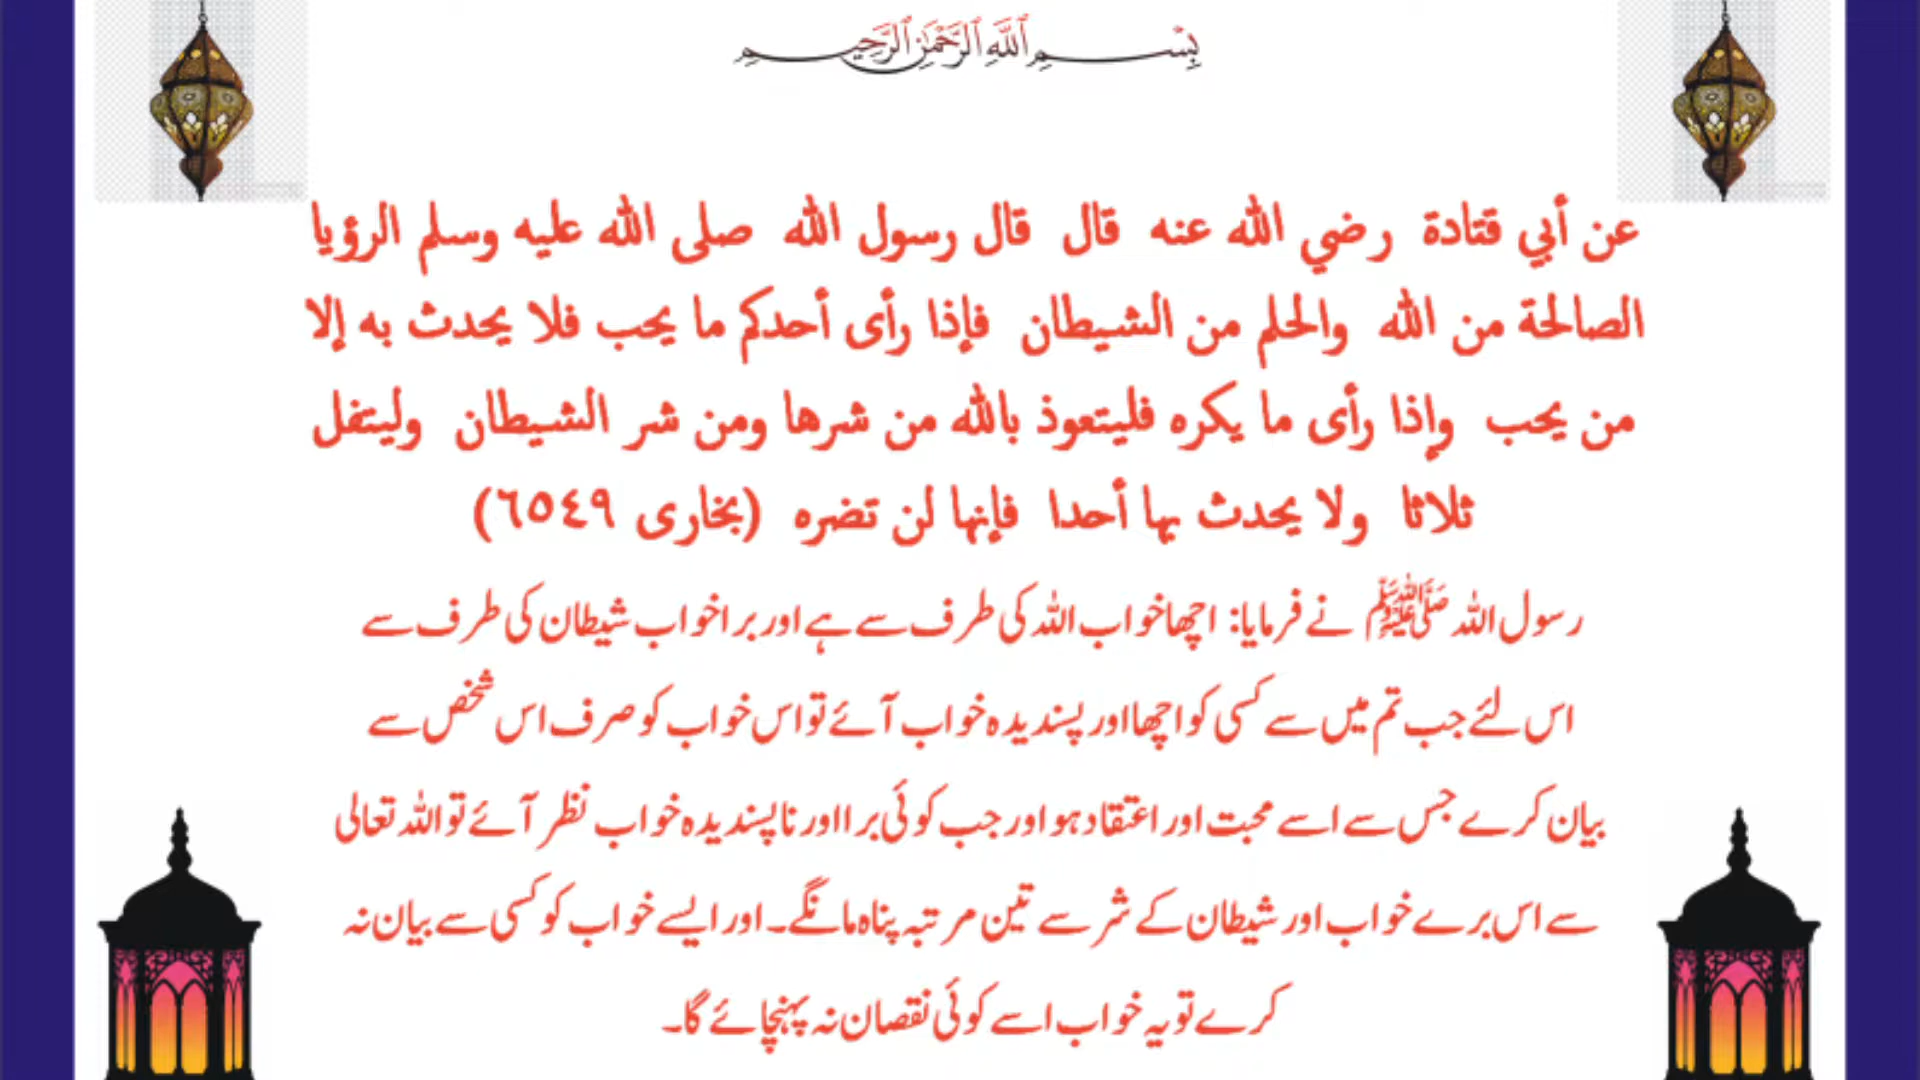 بِسْمِ ٱللَّهِ ٱلرَّحْمَٰنِ ٱلرَّحِيمِ
عن أبي قتادة رضي الله عنه قال قال رسول الله صلى الله عليه وسلم الرؤيا
الصالحة من الله والحلم من الشيطان فإذا رأى أحدكم ما يحب فلا يحدث به إلا
من يحب وإذا رأى ما يكره فليتعوذ بالله من شرها ومن شر الشيطان وليتفل
ثلاثا ولا يحدث بها أحدا فإنها لن تضره (بخاری ٦٥٤٩)
رسول اللہ ﷺ نے فرمایا: اچھا خواب اللہ کی طرف سے ہے اور برا خواب شیطان کی طرف سے
اس لئے جب تم میں سے کسی کو اچھا اور پسندیدہ خواب آئے تو اس خواب کو صرف اس شخص سے
بیان کرے جس سے اسے محبت اور اعتقاد ہو اور جب کوئی برا اور ناپسندیدہ خواب نظر آئے تو اللہ تعالی
سے اس برے خواب اور شیطان کے شر سے تین مرتبہ پناہ مانگے۔ اور ایسے خواب کو کسی سے بیان نہ
کرے تو یہ خواب اسے کوئی نقصان نہ پہنچائے گا۔